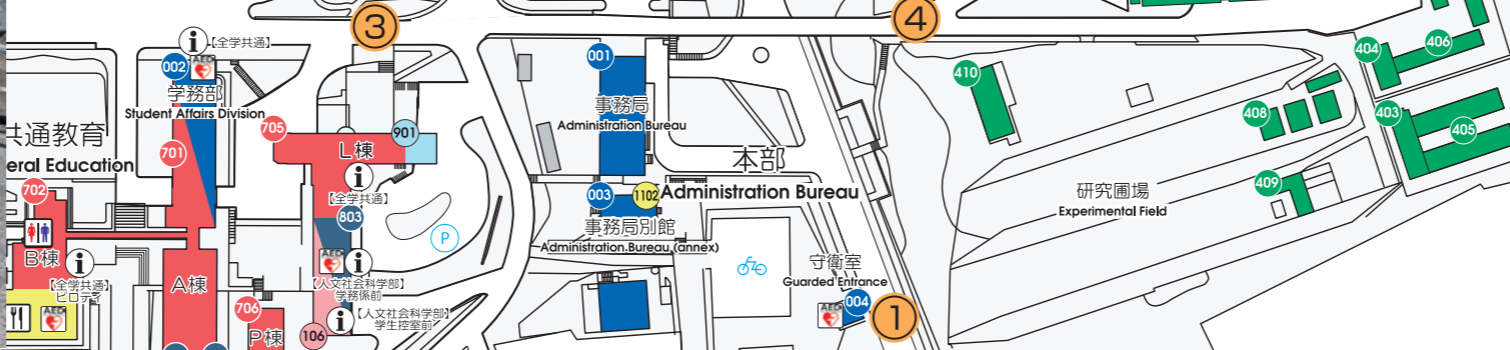 3
4
i
【全学共通】
001
404
406
002
AED
410
学務部
Student Affairs Division
事務局
Administration Bureau
408
403
405
共通教育
eral Education
705
901
701
L棟
本部
i
【全学共通】
702
003
1102
Administration Bureau
409
研究圃場
Experimental Field
803
事務局別館
Administration Bureau (annex)
P
B棟
i
【全学共通】
ピロティ
AED
i
【人文社会科学部】
学務係前
守衛室
Guarded Entrance
A棟
004
AED
1
AED
706
P棟
i
【人文社会科学部】
学生控室前
106